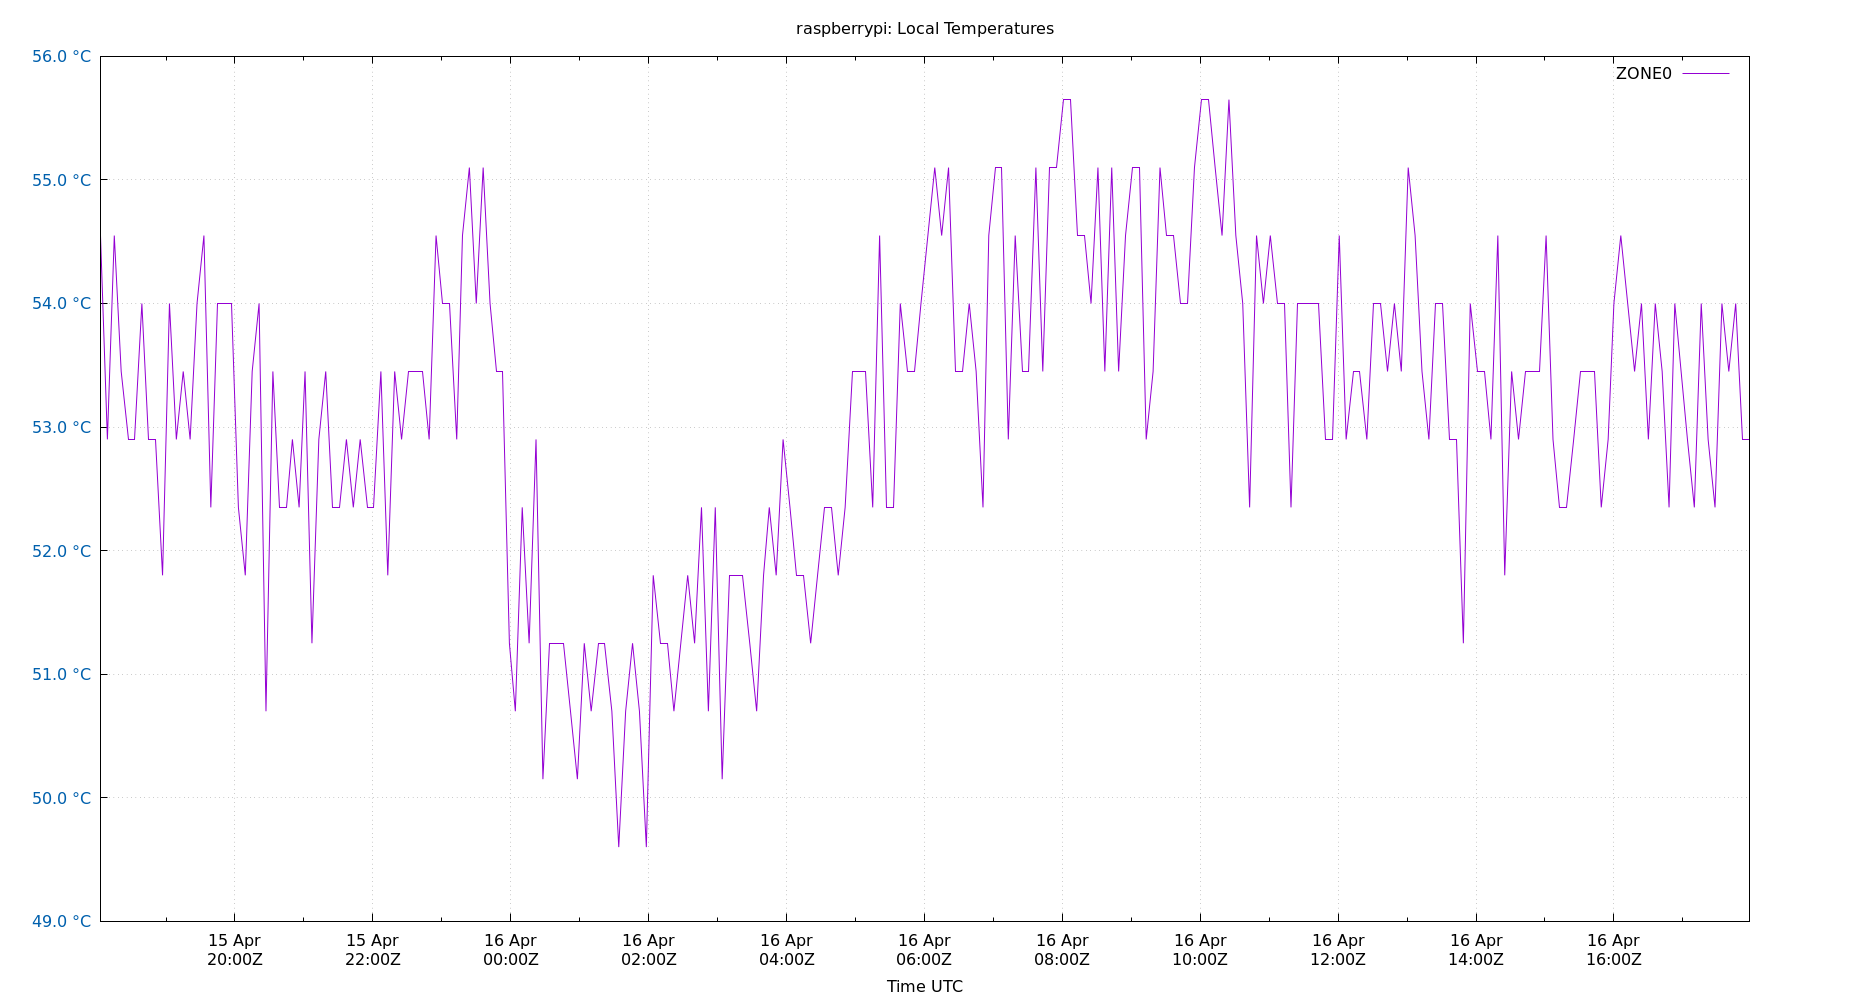 raspberrypi: Local Temperatures
56.0 °C
ZONE0
55.0 °C
54.0 °C
53.0 °C
52.0 °C
51.0 °C
50.0 °C
49.0 °C
15 Apr 15 Apr 16 Apr 16 Apr 16 Apr 16 Apr 16 Apr 16 Apr 16 Apr 16 Apr 16 Apr
20:00Z 22:00Z 00:00Z 02:00Z 04:00Z 06:00Z 08:00Z 10:00Z 12:00Z 14:00Z 16:00Z
Time UTC